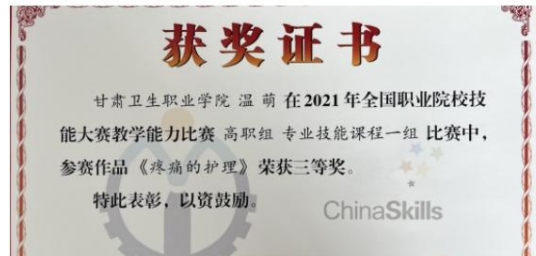 获奖证书
甘肃卫生职业学院 温萌 在2021年全国职业院校技
能大赛教学能力比赛 高职组 专业技能课程一组 比赛中，
参赛作品《疼痛的护理》荣获三等奖。
特此表彰，以资鼓励。
ChinaSkills